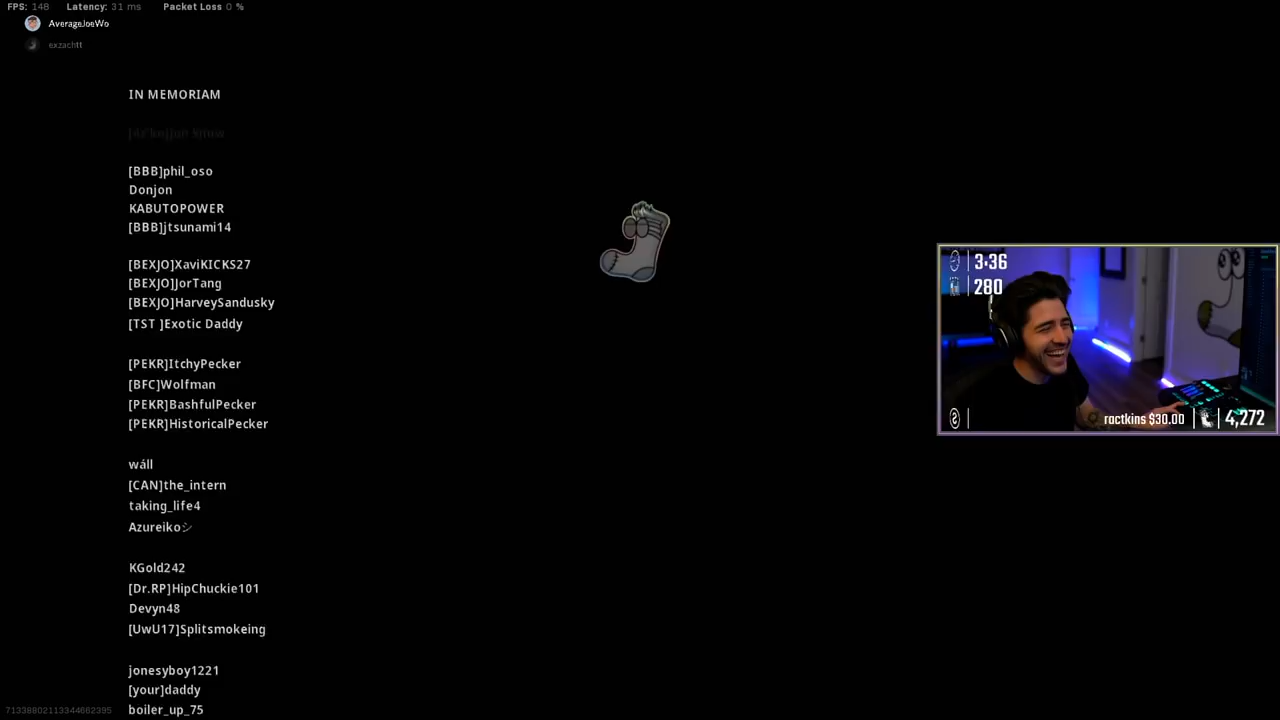 FPS: 148 Latency: 31 ms Packet Loss 0 %
AverageJoeWo
exzachtt
IN MEMORIAM
[BBB]phil_oso
Donjon
KABUTOPOWER
[BBB]jtsunami14
[BEXJO]XaviKICKS27
[BEXJO]JorTang
[BEXJO]HarveySandusky
[TST ]Exotic Daddy
[PEKR]ItchyPecker
[BFC]Wolfman
[PEKR]BashfulPecker
[PEKR]HistoricalPecker
wáll
[CAN]the_intern
taking_life4
Azureikoシ
KGold242
[Dr.RP]HipChuckie101
Devyn48
[UwU17]Splitsmokeing
jonesyboy1221
[your]daddy
boiler_up_75
71338802113344662395
3:36
280
ractkins $30.00
4,272